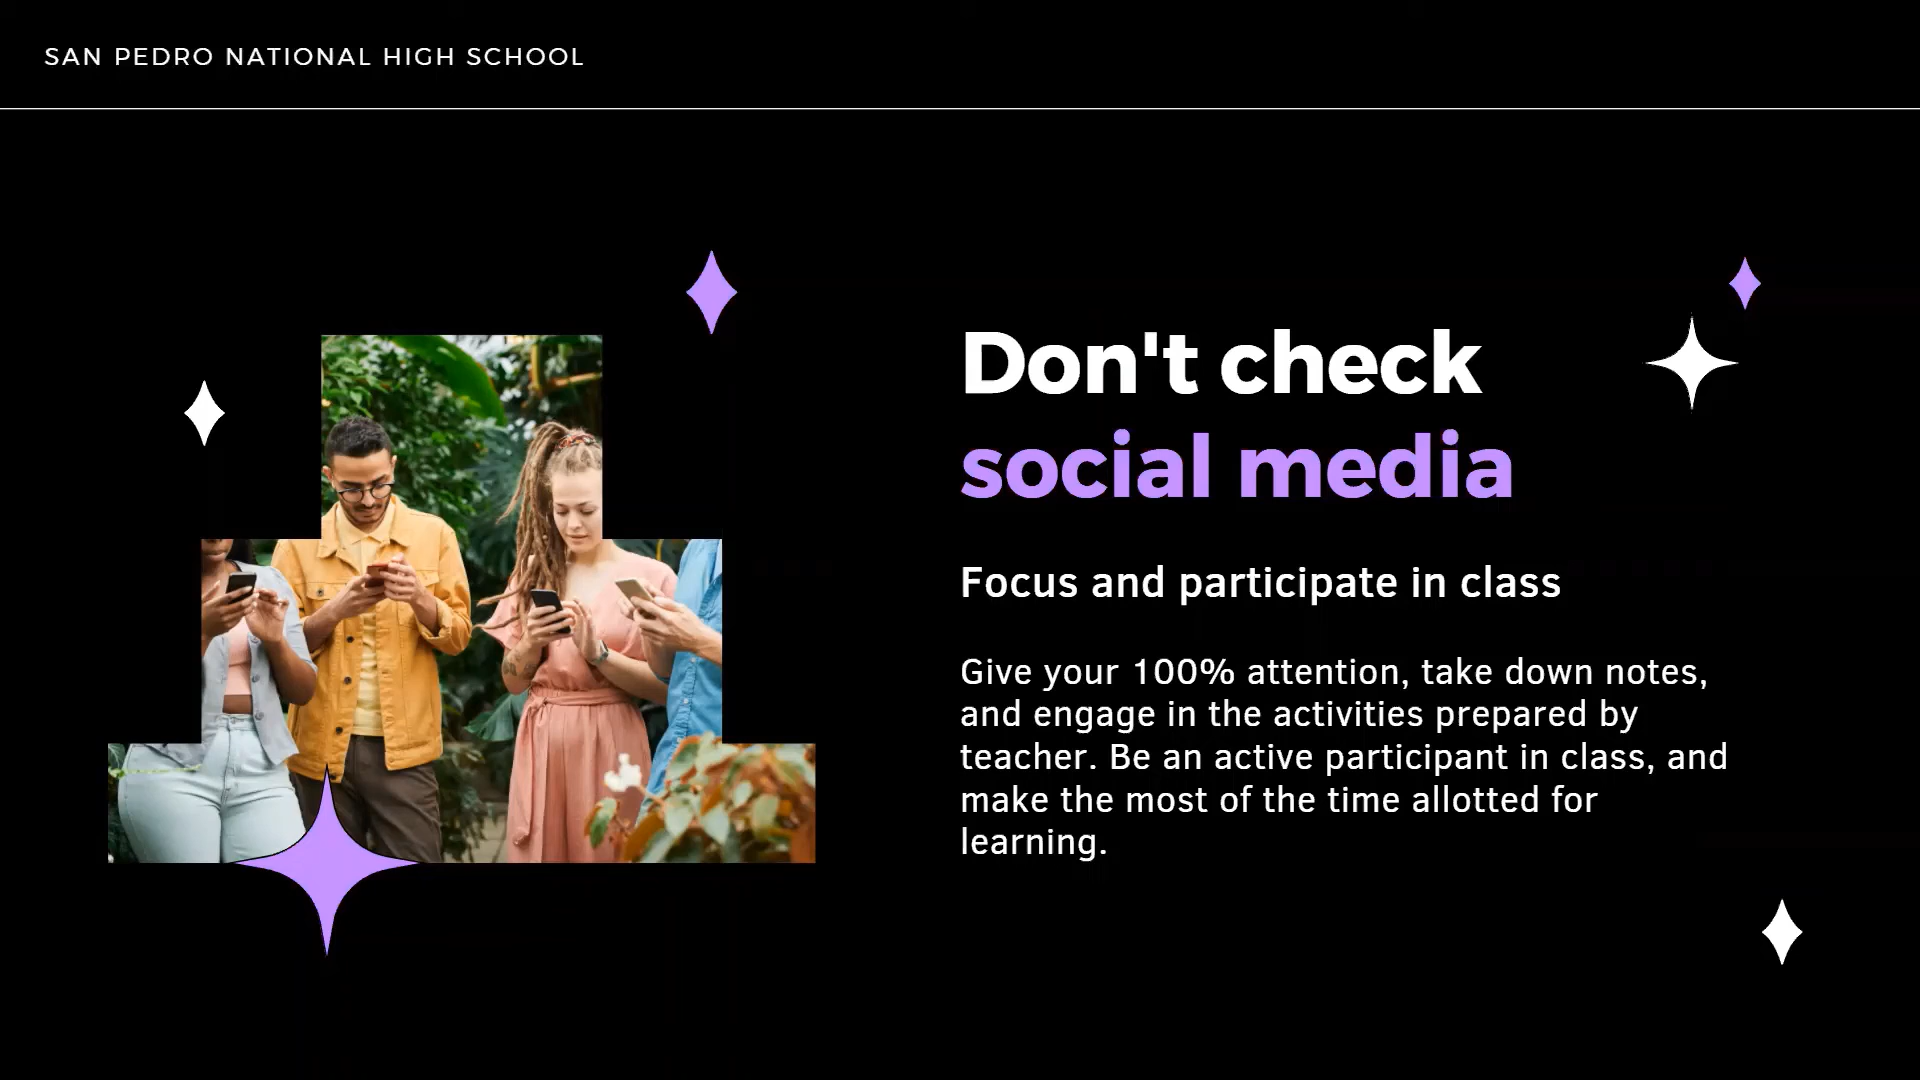 SAN PEDRO NATIONAL HIGH SCHOOL
Don't check
social media
Focus and participate in class
Give your 100% attention, take down notes,
and engage in the activities prepared by
teacher. Be an active participant in class, and
make the most of the time allotted for
learning.